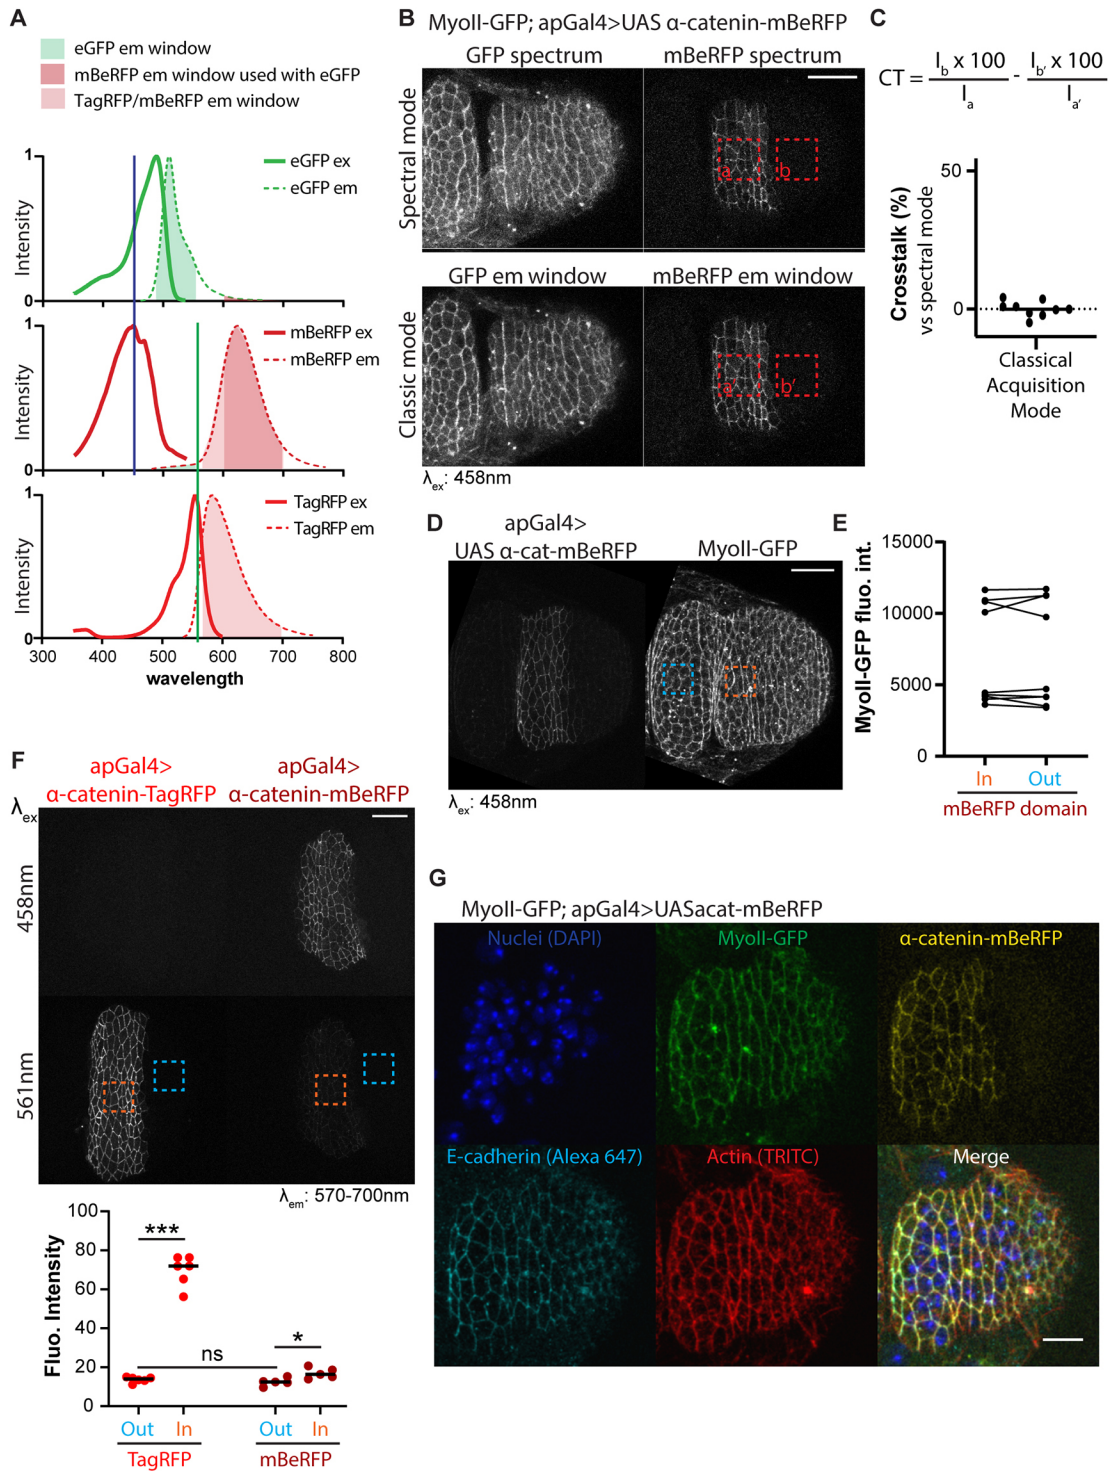 A
eGFP em window
mBeRFP em window used with eGFP
TagRFP/mBeRFP em window
1
eGFP ex
eGFP em
Intensity
0
1
mBeRFP ex
mBeRFP em
Intensity
0
1
TagRFP ex
TagRFP em
Intensity
0
300 400 500 600 700 800
wavelength
B
MyoII-GFP; apGal4>UAS α-catenin-mBeRFP
GFP spectrum mBeRFP spectrum
Spectral mode
a b
GFP em window mBeRFP em window
Classic mode
a' b'
λex: 458nm
C
CT = Ib x 100 / Ia - Ib' x 100 / Ia'
Crosstalk (%)
vs spectral mode
50
0
Classical
Acquisition
Mode
D
apGal4>
UAS α-cat-mBeRFP MyoII-GFP
λex: 458nm
E
MyoII-GFP fluo. int.
15000
10000
5000
0
In Out
mBeRFP domain
F
apGal4> apGal4>
α-catenin-TagRFP α-catenin-mBeRFP
λex
458nm
561nm
λem: 570-700nm
Fluo. Intensity
100
80
60
40
20
0
***
ns
*
Out In Out In
TagRFP mBeRFP
G
MyoII-GFP; apGal4>UASacat-mBeRFP
Nuclei (DAPI) MyoII-GFP α-catenin-mBeRFP
E-cadherin (Alexa 647) Actin (TRITC) Merge